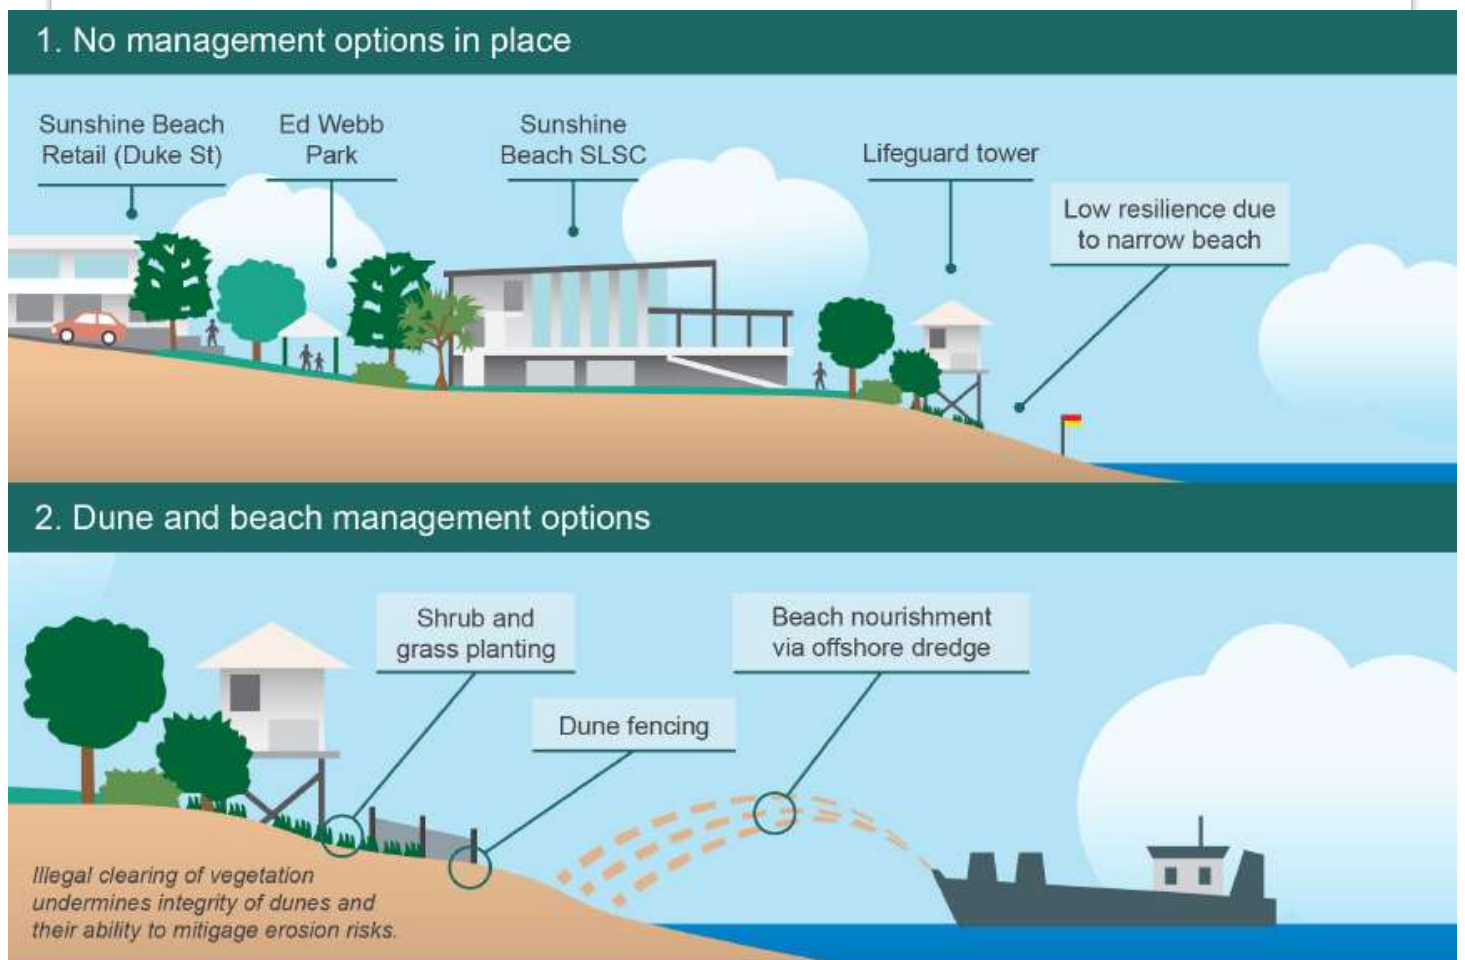 1. No management options in place
Sunshine Beach
Retail (Duke St)
Ed Webb
Park
Sunshine
Beach SLSC
Lifeguard tower
Low resilience due
to narrow beach
2. Dune and beach management options
Shrub and
grass planting
Dune fencing
Beach nourishment
via offshore dredge
Illegal clearing of vegetation
undermines integrity of dunes and
their ability to mitigage erosion risks.